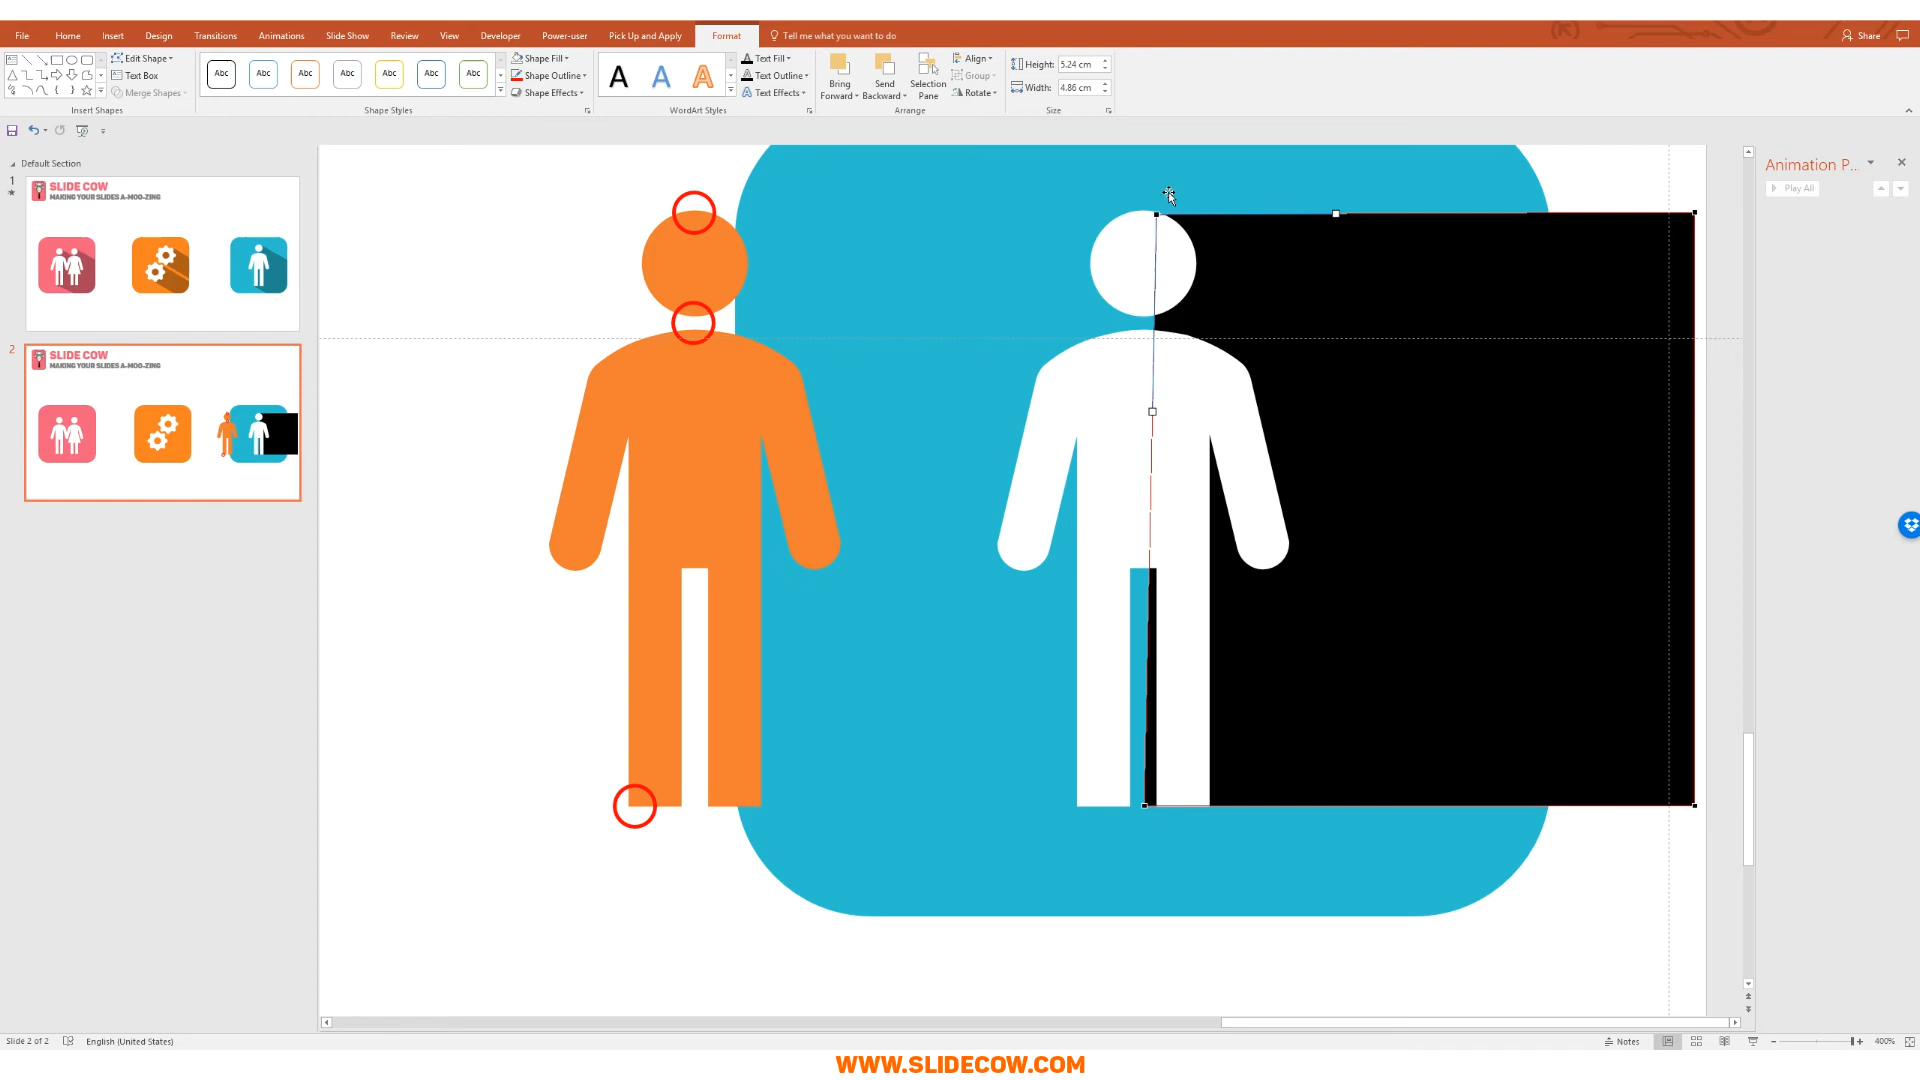 File Home Insert Design Transitions Animations Slide Show Review View Developer Power-user Pick Up and Apply Format Tell me what you want to do Share
Edit Shape
Text Box
Merge Shapes
Insert Shapes
Abc Abc Abc Abc Abc Abc Abc
Shape Fill
Shape Outline
Shape Effects
Shape Styles
A A A
Text Fill
Text Outline
Text Effects
WordArt Styles
Bring Forward
Send Backward
Selection Pane
Align
Group
Rotate
Arrange
Height: 5.24 cm
Width: 4.86 cm
Size
Default Section
1
SLIDE COW
MAKING YOUR SLIDES A-MOO-ZING
2
SLIDE COW
MAKING YOUR SLIDES A-MOO-ZING
Animation P...
Play All
Slide 2 of 2 English (United States) Notes 400%
WWW.SLIDECOW.COM